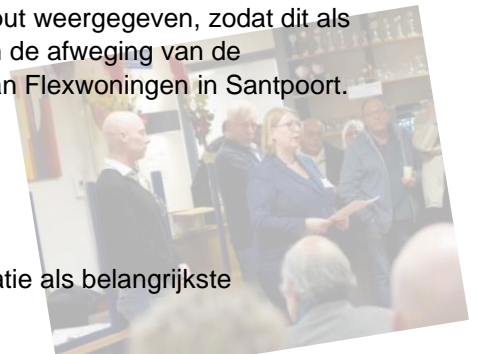 out weergegeven, zodat dit als
de afweging van de
an Flexwoningen in Santpoort.
atie als belangrijkste